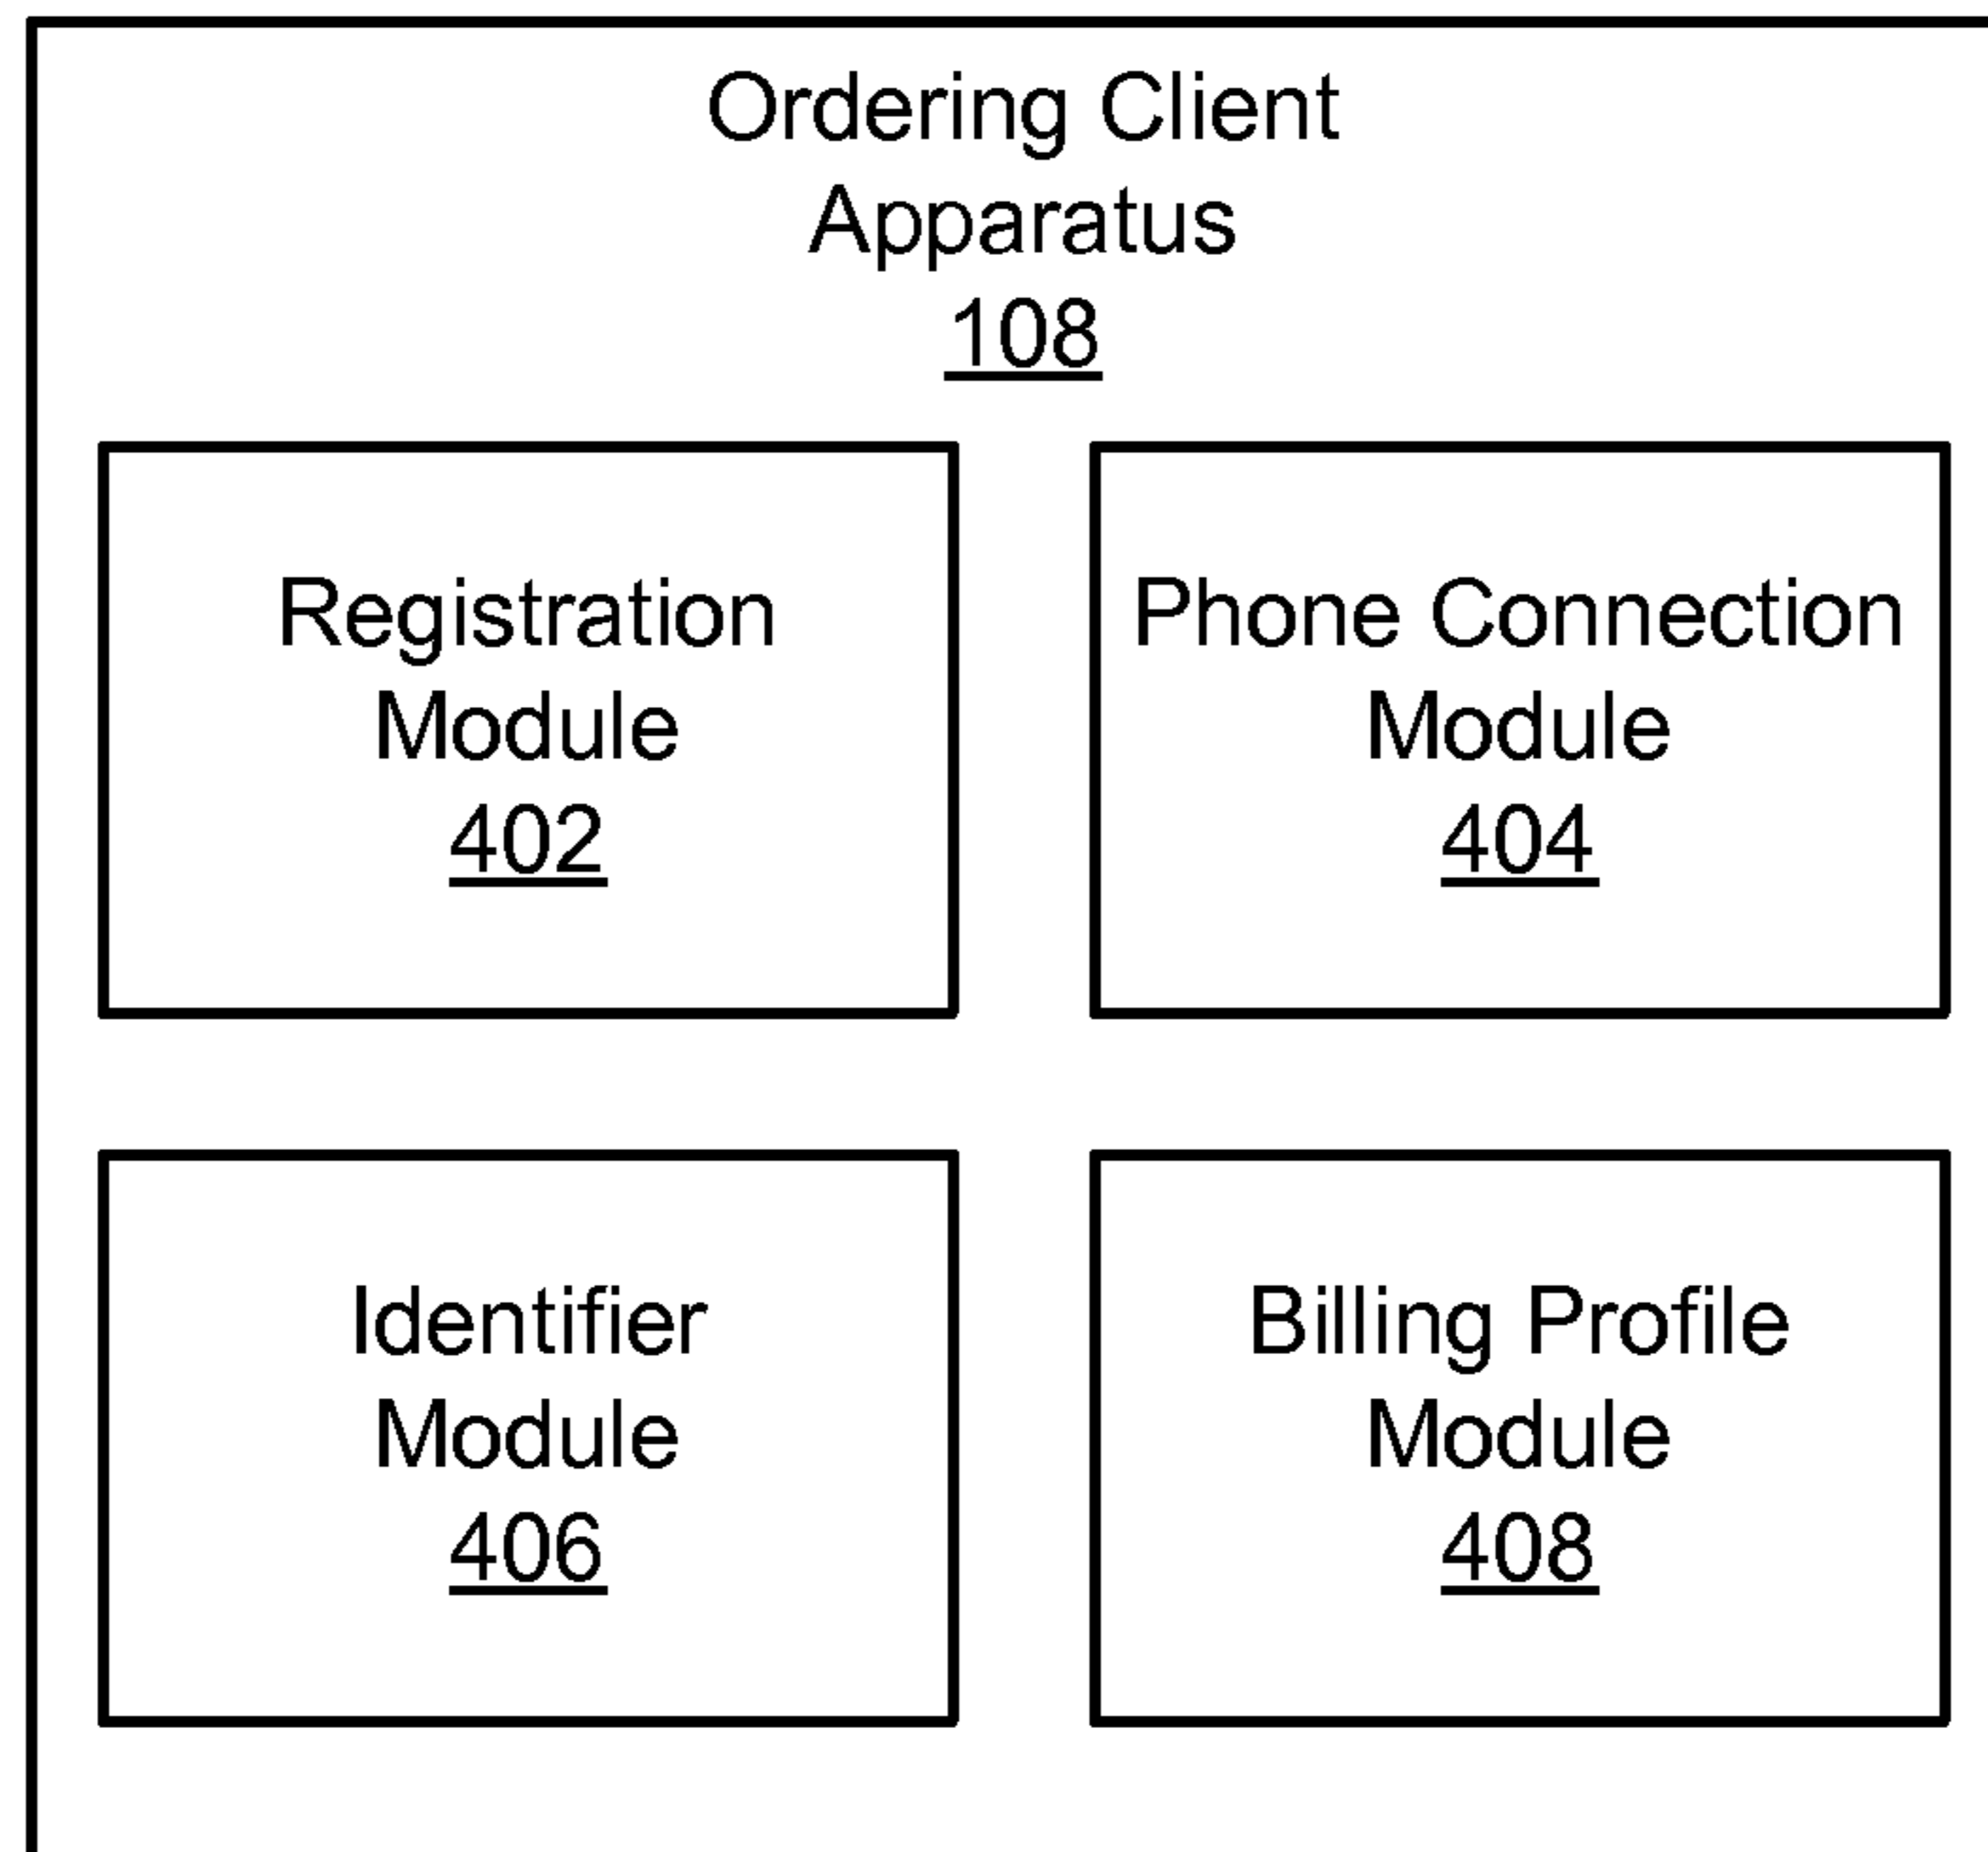 Ordering Client
Apparatus
108
Registration
Module
402
Phone Connection
Module
404
Identifier
Module
406
Billing Profile
Module
408